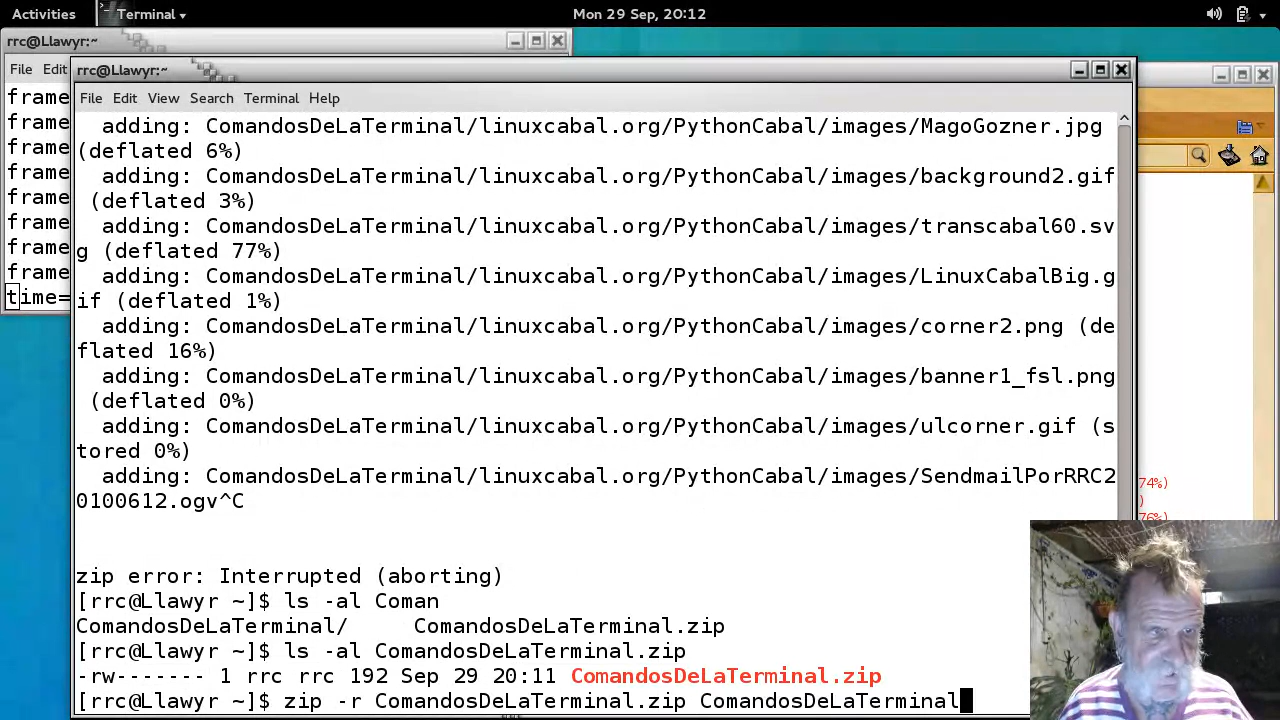 Activities Terminal Mon 29 Sep, 20:12
rrc@Llawyr:~
File Edit
frame
frame
frame
frame
frame
frame
frame
frame
time=
rrc@Llawyr:~
File Edit View Search Terminal Help
adding: ComandosDeLaTerminal/linuxcabal.org/PythonCabal/images/MagoGozner.jpg
(deflated 6%)
adding: ComandosDeLaTerminal/linuxcabal.org/PythonCabal/images/background2.gif
(deflated 3%)
adding: ComandosDeLaTerminal/linuxcabal.org/PythonCabal/images/transcabal60.sv
g (deflated 77%)
adding: ComandosDeLaTerminal/linuxcabal.org/PythonCabal/images/LinuxCabalBig.g
if (deflated 1%)
adding: ComandosDeLaTerminal/linuxcabal.org/PythonCabal/images/corner2.png (de
flated 16%)
adding: ComandosDeLaTerminal/linuxcabal.org/PythonCabal/images/banner1_fsl.png
(deflated 0%)
adding: ComandosDeLaTerminal/linuxcabal.org/PythonCabal/images/ulcorner.gif (s
tored 0%)
adding: ComandosDeLaTerminal/linuxcabal.org/PythonCabal/images/SendmailPorRRC2
0100612.ogv^C
zip error: Interrupted (aborting)
[rrc@Llawyr ~]$ ls -al Coman
ComandosDeLaTerminal/ ComandosDeLaTerminal.zip
[rrc@Llawyr ~]$ ls -al ComandosDeLaTerminal.zip
-rw------- 1 rrc rrc 192 Sep 29 20:11 ComandosDeLaTerminal.zip
[rrc@Llawyr ~]$ zip -r ComandosDeLaTerminal.zip ComandosDeLaTerminal
74%)
)
76%)